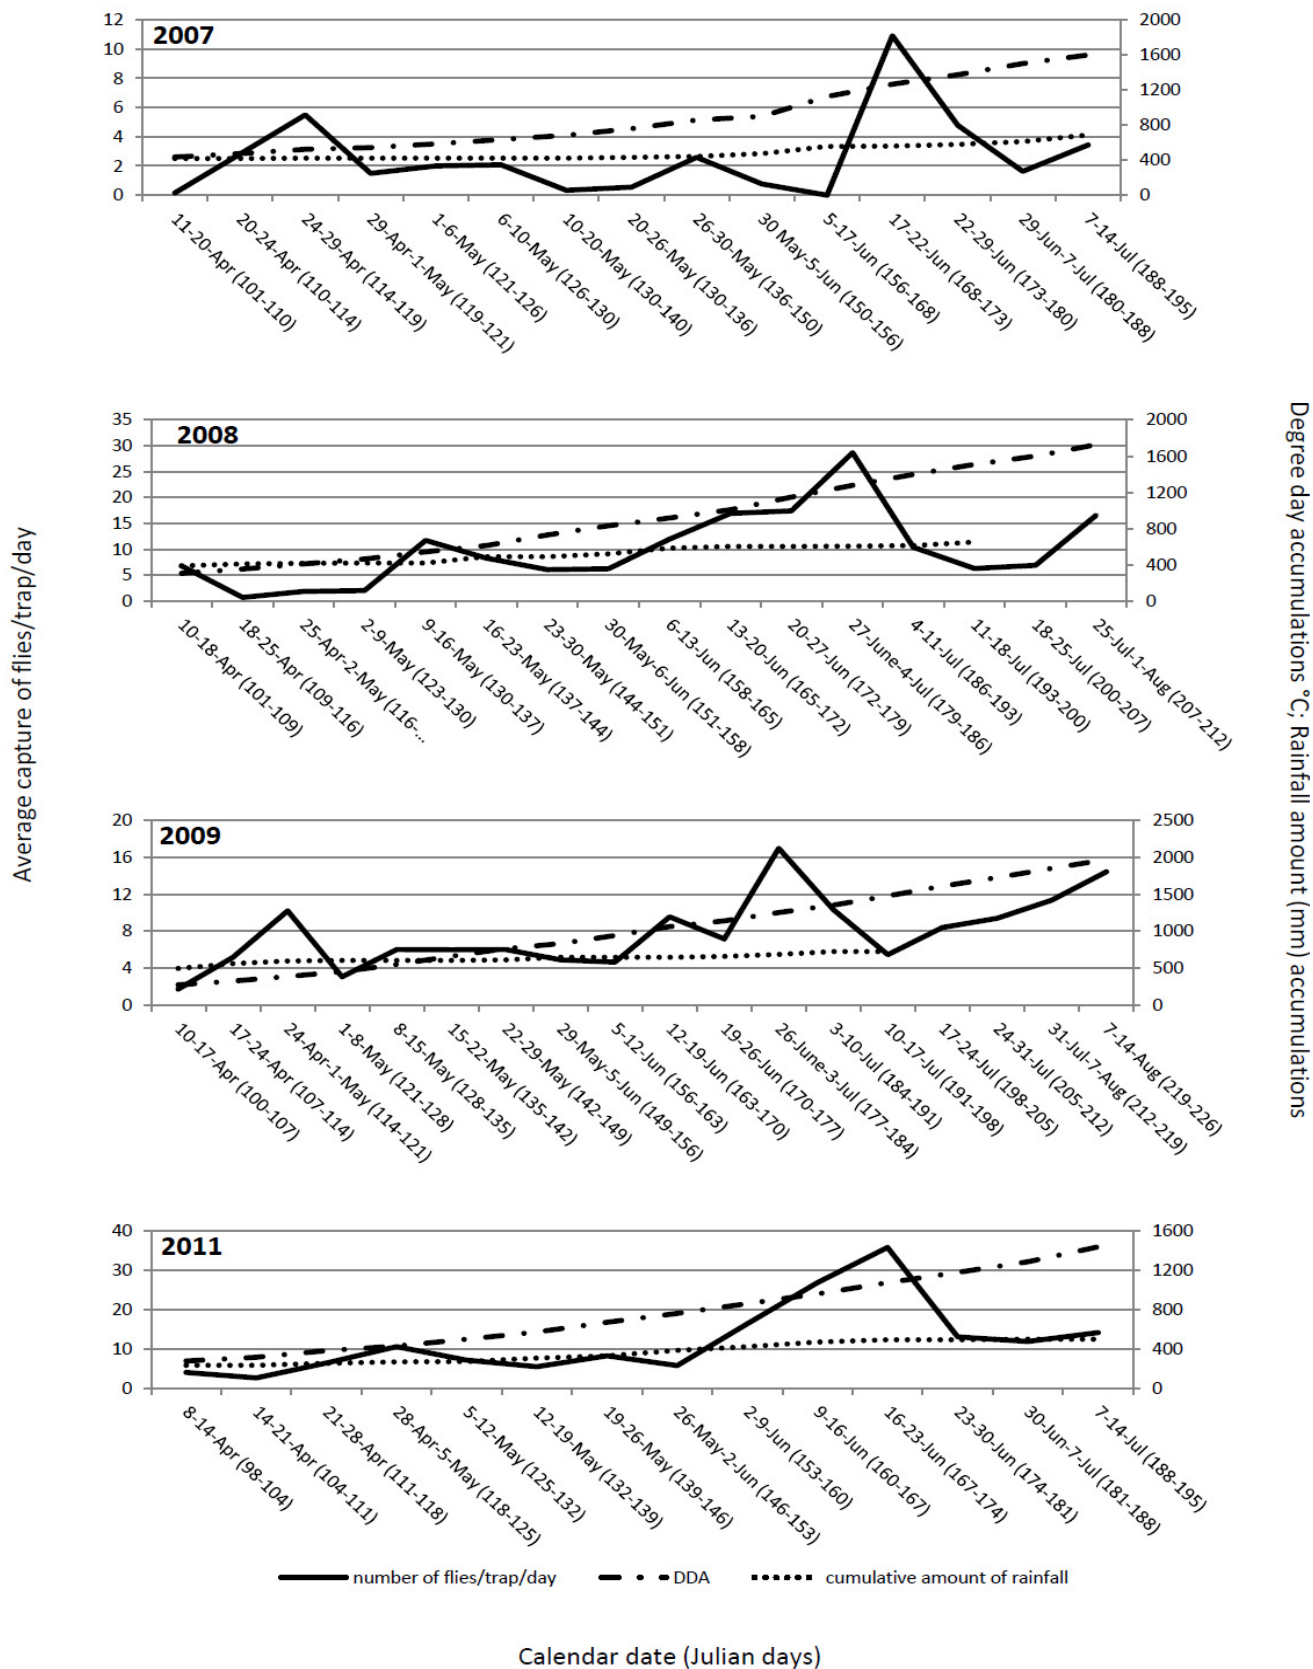 2007
12
10
8
6
4
2
0
2000
1600
1200
800
400
0
11-20-Apr (101-110)
20-24-Apr (110-114)
24-29-Apr (114-119)
29-Apr-1-May (119-121)
1-6-May (121-126)
6-10-May (126-130)
10-20-May (130-140)
20-26-May (130-136)
26-30-May (136-150)
30 May-5-Jun (150-156)
5-17-Jun (156-168)
17-22-Jun (168-173)
22-29-Jun (173-180)
29-Jun-7-Jul (180-188)
7-14-Jul (188-195)
2008
35
30
25
20
15
10
5
0
2000
1600
1200
800
400
0
10-18-Apr (101-109)
18-25-Apr (109-116)
25-Apr-2-May (116-...
2-9-May (123-130)
9-16-May (130-137)
16-23-May (137-144)
23-30-May (144-151)
30-May-6-Jun (151-158)
6-13-Jun (158-165)
13-20-Jun (165-172)
20-27-Jun (172-179)
27-June-4-Jul (179-186)
4-11-Jul (186-193)
11-18-Jul (193-200)
18-25-Jul (200-207)
25-Jul-1-Aug (207-212)
Average capture of flies/trap/day
Degree day accumulations °C; Rainfall amount (mm) accumulations
2009
20
16
12
8
4
0
2500
2000
1500
1000
500
0
10-17-Apr (100-107)
17-24-Apr (107-114)
24-Apr-1-May (114-121)
1-8-May (121-128)
8-15-May (128-135)
15-22-May (135-142)
22-29-May (142-149)
29-May-5-Jun (149-156)
5-12-Jun (156-163)
12-19-Jun (163-170)
19-26-Jun (170-177)
26-June-3-Jul (177-184)
3-10-Jul (184-191)
10-17-Jul (191-198)
17-24-Jul (198-205)
24-31-Jul (205-212)
31-Jul-7-Aug (212-219)
7-14-Aug (219-226)
2011
40
30
20
10
0
1600
1200
800
400
0
8-14-Apr (98-104)
14-21-Apr (104-111)
21-28-Apr (111-118)
28-Apr-5-May (118-125)
5-12-May (125-132)
12-19-May (132-139)
19-26-May (139-146)
26-May-2-Jun (146-153)
2-9-Jun (153-160)
9-16-Jun (160-167)
16-23-Jun (167-174)
23-30-Jun (174-181)
30-Jun-7-Jul (181-188)
7-14-Jul (188-195)
number of flies/trap/day
DDA
cumulative amount of rainfall
Calendar date (Julian days)